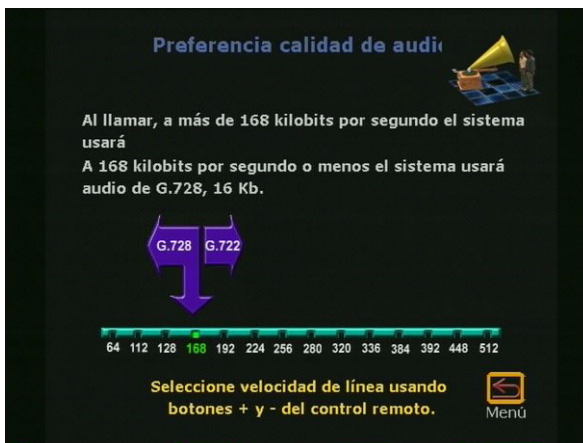 Preferencia calidad de audio
Al llamar, a más de 168 kilobits por segundo el sistema
usará
A 168 kilobits por segundo o menos el sistema usará
audio de G.728, 16 Kb.
G.728 G.722
64 112 128 168 192 224 256 280 320 336 384 392 448 512
Seleccione velocidad de línea usando
botones + y - del control remoto.
Menú